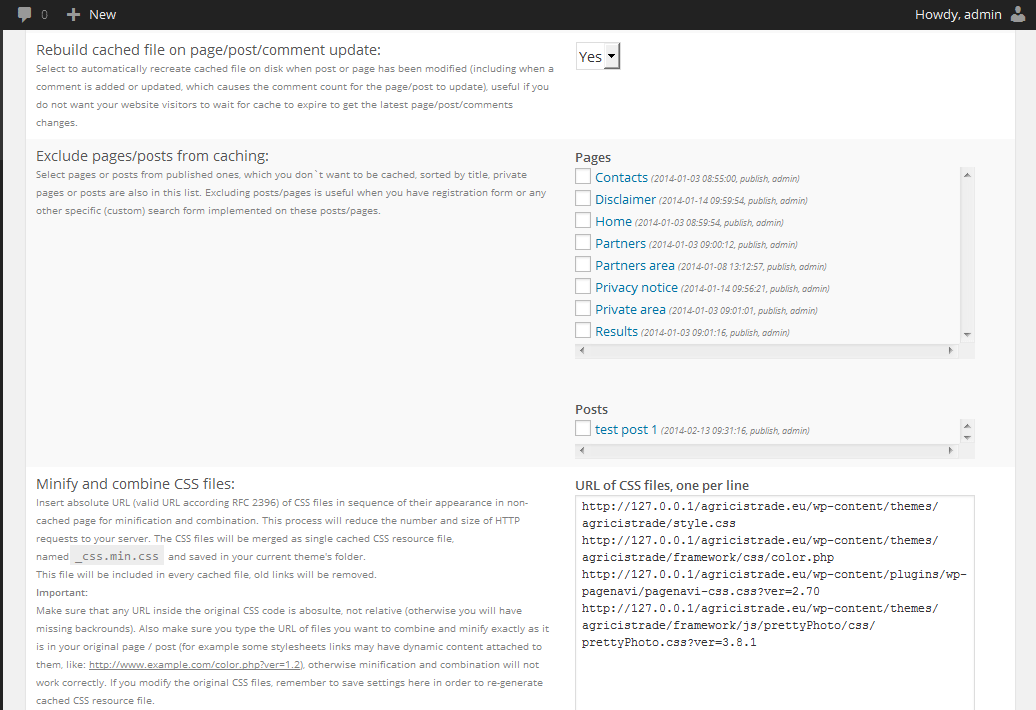 0 New Howdy, admin
Rebuild cached file on page/post/comment update:
Select to automatically recreate cached file on disk when post or page has been modified (including when a
comment is added or updated, which causes the comment count for the page/post to update), useful if you
do not want your website visitors to wait for cache to expire to get the latest page/post/comments
changes.
Yes
Exclude pages/posts from caching:
Select pages or posts from published ones, which you don`t want to be cached, sorted by title, private
pages or posts are also in this list. Excluding posts/pages is useful when you have registration form or any
other specific (custom) search form implemented on these posts/pages.
Pages
Contacts (2014-01-03 08:55:00, publish, admin)
Disclaimer (2014-01-14 09:59:54, publish, admin)
Home (2014-01-03 08:59:54, publish, admin)
Partners (2014-01-03 09:00:12, publish, admin)
Partners area (2014-01-08 13:12:57, publish, admin)
Privacy notice (2014-01-14 09:56:21, publish, admin)
Private area (2014-01-03 09:01:01, publish, admin)
Results (2014-01-03 09:01:16, publish, admin)
Posts
test post 1 (2014-02-13 09:31:16, publish, admin)
Minify and combine CSS files:
Insert absolute URL (valid URL according RFC 2396) of CSS files in sequence of their appearance in non-
cached page for minification and combination. This process will reduce the number and size of HTTP
requests to your server. The CSS files will be merged as single cached CSS resource file,
named _css.min.css and saved in your current theme's folder.
This file will be included in every cached file, old links will be removed.
Important:
Make sure that any URL inside the original CSS code is abosulte, not relative (otherwise you will have
missing backrounds). Also make sure you type the URL of files you want to combine and minify exactly as it
is in your original page / post (for example some stylesheets links may have dynamic content attached to
them, like: http://www.example.com/color.php?ver=1.2), otherwise minification and combination will not
work correctly. If you modify the original CSS files, remember to save settings here in order to re-generate
cached CSS resource file.
URL of CSS files, one per line
http://127.0.0.1/agricistrade.eu/wp-content/themes/
agricistrade/style.css
http://127.0.0.1/agricistrade.eu/wp-content/themes/
agricistrade/framework/css/color.php
http://127.0.0.1/agricistrade.eu/wp-content/plugins/wp-
pagenavi/pagenavi-css.css?ver=2.70
http://127.0.0.1/agricistrade.eu/wp-content/themes/
agricistrade/framework/js/prettyPhoto/css/
prettyPhoto.css?ver=3.8.1